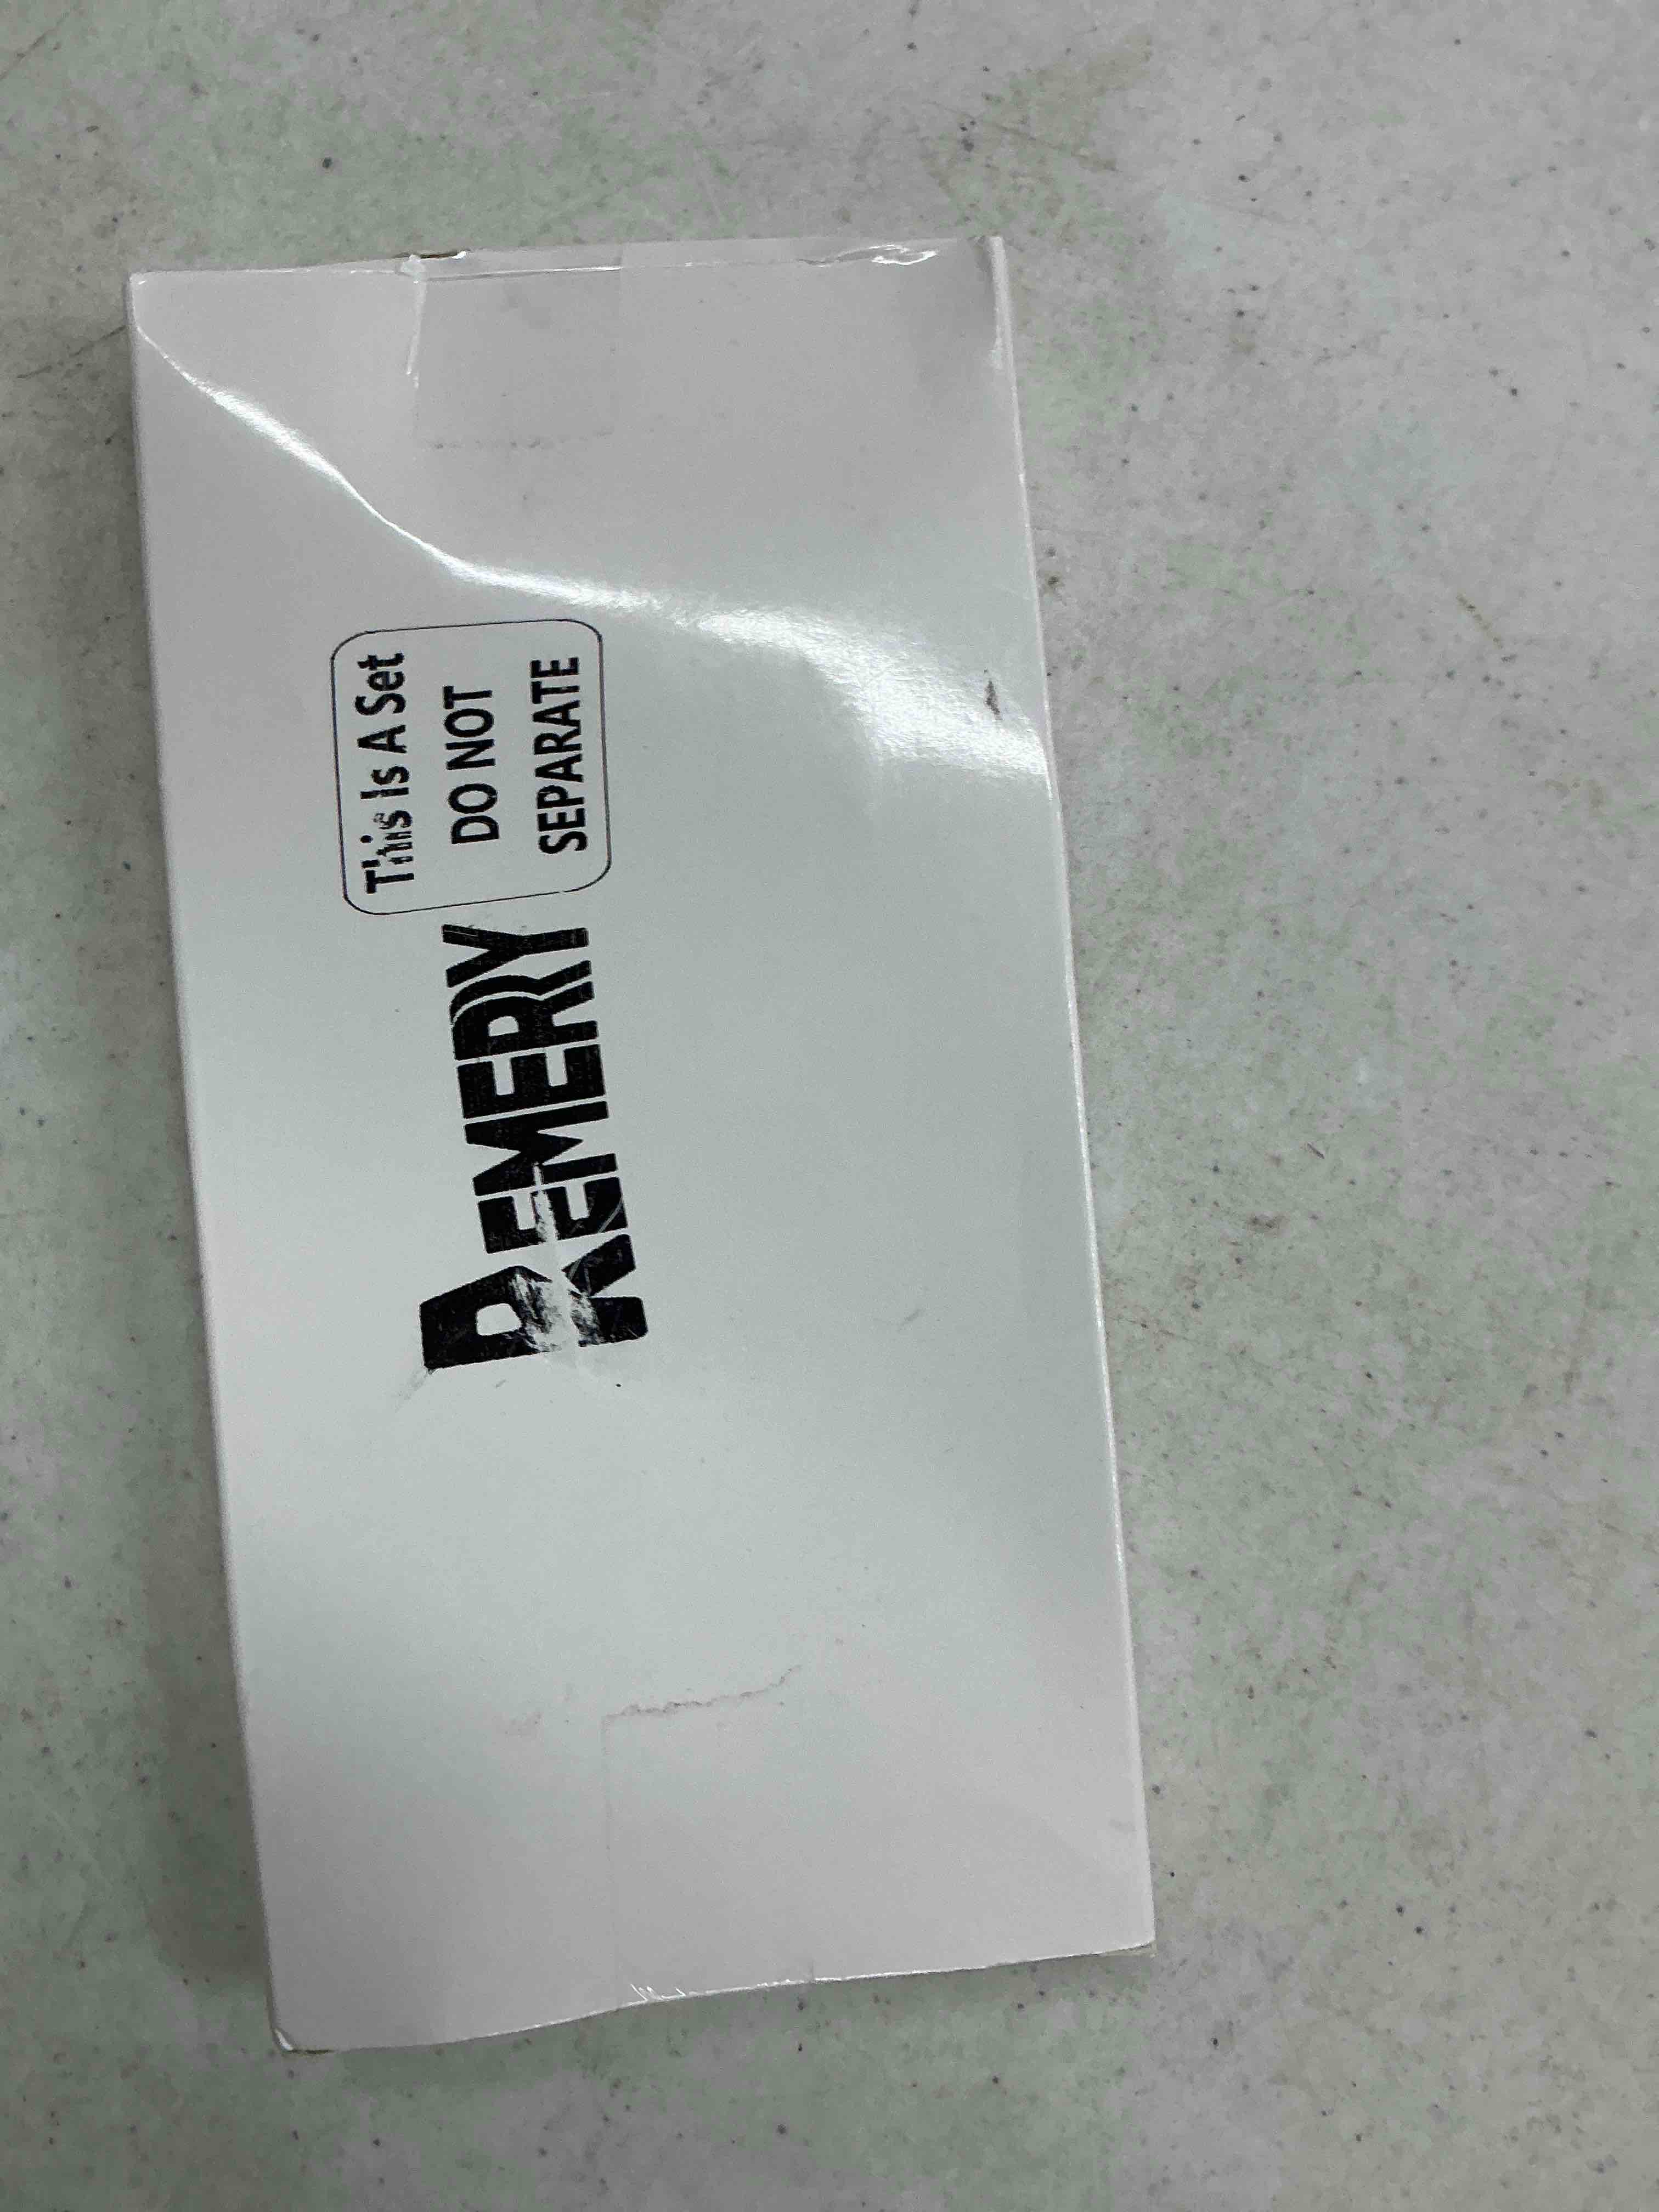 REMERY
This Is A Set
DO NOT
SEPARATE